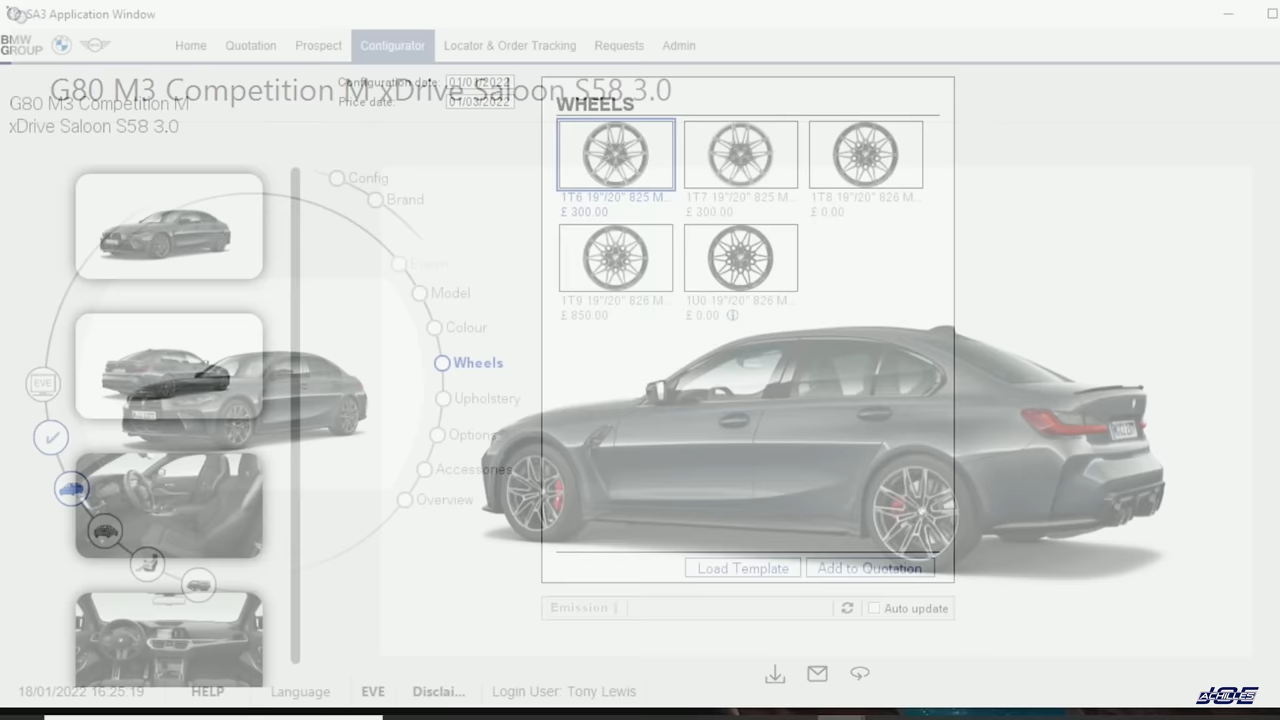 SA3 Application Window
BMW GROUP
Home Quotation Prospect Configurator Locator & Order Tracking Requests Admin
G80 M3 Competition M xDrive Saloon S58 3.0
Configuration date: 01/01/2022
Price date: 01/03/2022
G80 M3 Competition M
xDrive Saloon S58 3.0
WHEELS
1T6 19"/20" 825 M...
£ 300.00
1T7 19"/20" 825 M...
£ 300.00
1T8 19"/20" 826 M...
£ 0.00
1T9 19"/20" 826 M...
£ 850.00
1U0 19"/20" 826 M...
£ 0.00
Config
Brand
Model
Colour
Wheels
Upholstery
Options
Accessories
Overview
EVE
Load Template Add to Quotation
Emission
Auto update
18/01/2022 16:25:19 HELP Language EVE Disclai... Login User: Tony Lewis
JOE
ACHILLES